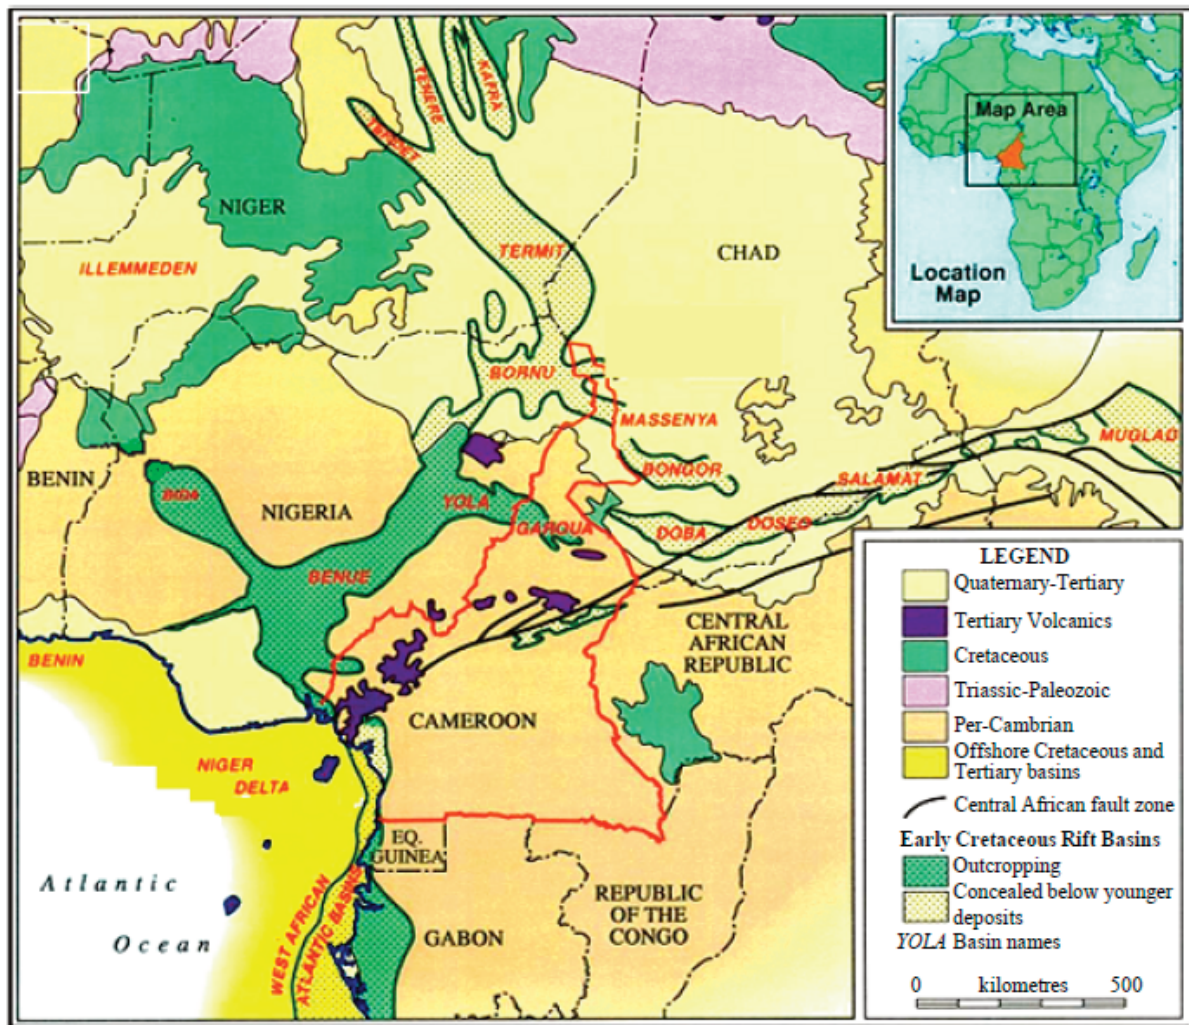 TENERE
KAFRA
TEFIDET
NIGER
ILLEMMEDEN
TERMIT
CHAD
Map Area
Location
Map
BORNU
MASSENYA
BONGOR
MUGLAD
SALAMAT
BENIN
BIDA
NIGERIA
YOLA
GAROUA
DOBA
DOSEO
BENUE
BENIN
CENTRAL
AFRICAN
REPUBLIC
CAMEROON
NIGER
DELTA
EQ.
GUINEA
Atlantic
Ocean
WEST AFRICAN
ATLANTIC BASINS
GABON
REPUBLIC
OF THE
CONGO
LEGEND
Quaternary-Tertiary
Tertiary Volcanics
Cretaceous
Triassic-Paleozoic
Per-Cambrian
Offshore Cretaceous and
Tertiary basins
Central African fault zone
Early Cretaceous Rift Basins
Outcropping
Concealed below younger
deposits
YOLA Basin names
0 kilometres 500